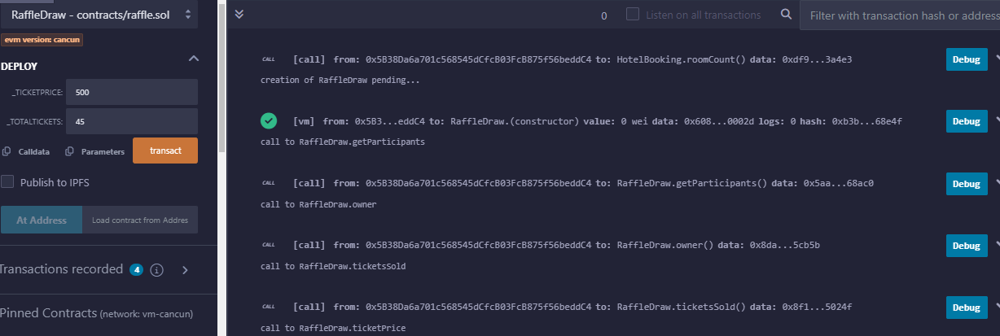 RaffleDraw - contracts/raffle.sol
evm version: cancun
DEPLOY
_TICKETPRICE: 500
_TOTALTICKETS: 45
Calldata Parameters transact
Publish to IPFS
At Address Load contract from Addres
Transactions recorded 4 i
Pinned Contracts (network: vm-cancun)
0 Listen on all transactions Filter with transaction hash or address
CALL [call] from: 0x5B38Da6a701c568545dCfcB03FcB875f56beddC4 to: HotelBooking.roomCount() data: 0xdf9...3a4e3 Debug
creation of RaffleDraw pending...
[vm] from: 0x5B3...eddC4 to: RaffleDraw.(constructor) value: 0 wei data: 0x608...0002d logs: 0 hash: 0xb3b...68e4f Debug
call to RaffleDraw.getParticipants
CALL [call] from: 0x5B38Da6a701c568545dCfcB03FcB875f56beddC4 to: RaffleDraw.getParticipants() data: 0x5aa...68ac0 Debug
call to RaffleDraw.owner
CALL [call] from: 0x5B38Da6a701c568545dCfcB03FcB875f56beddC4 to: RaffleDraw.owner() data: 0x8da...5cb5b Debug
call to RaffleDraw.ticketsSold
CALL [call] from: 0x5B38Da6a701c568545dCfcB03FcB875f56beddC4 to: RaffleDraw.ticketsSold() data: 0x8f1...5024f Debug
call to RaffleDraw.ticketPrice